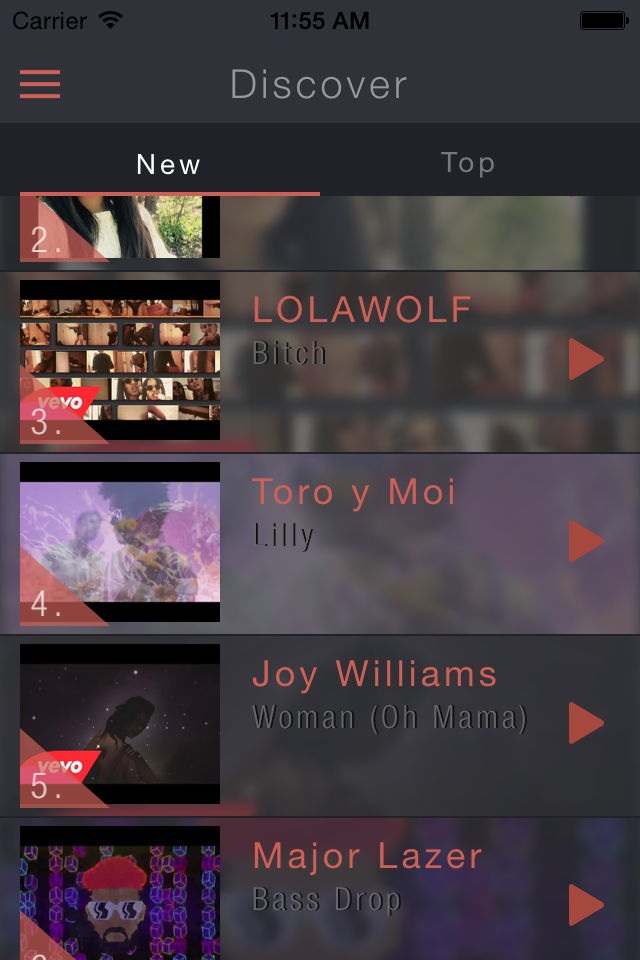 Carrier 11:55 AM
Discover
New Top
2.
LOLAWOLF
Bitch
vevo
3.
Toro y Moi
Lilly
4.
Joy Williams
Woman (Oh Mama)
vevo
5.
Major Lazer
Bass Drop